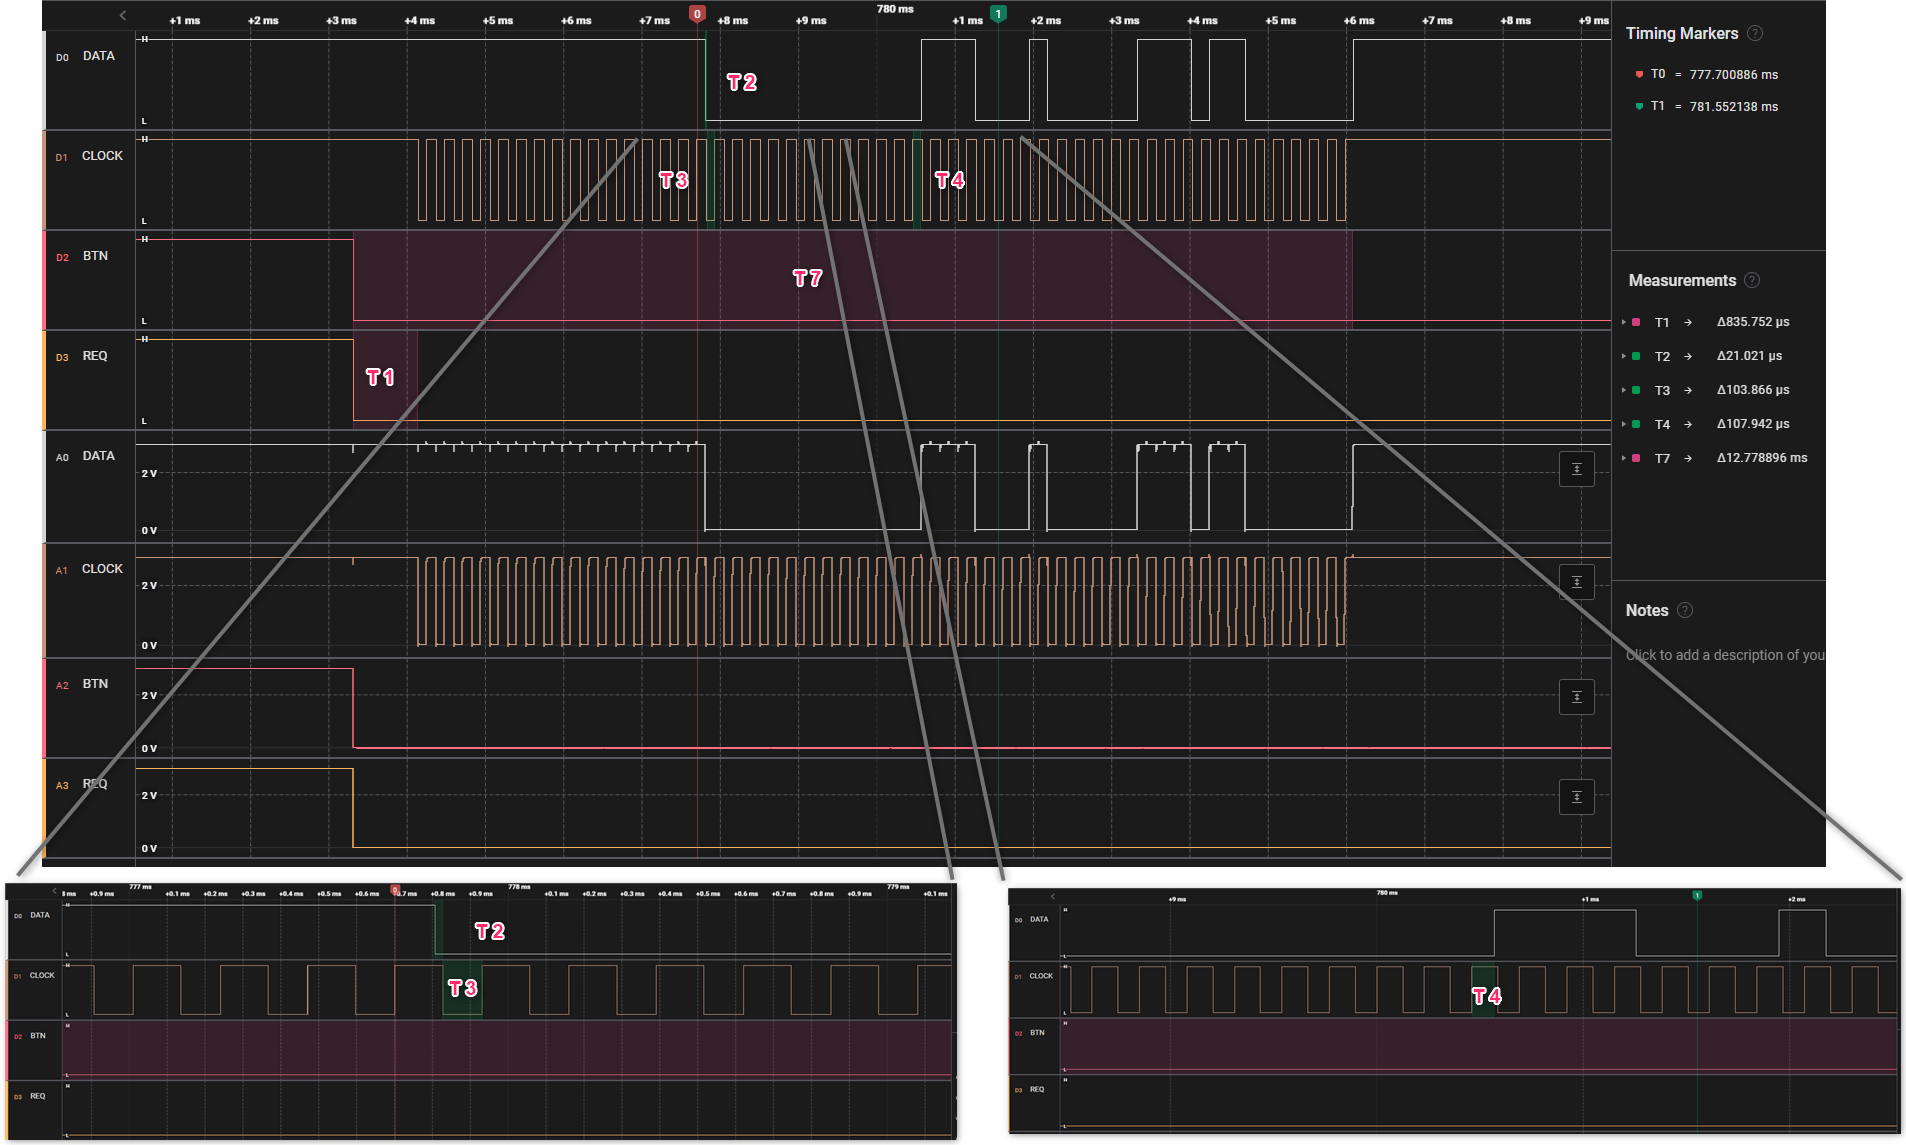 780 ms
+1 ms +2 ms +3 ms +4 ms +5 ms +6 ms +7 ms 0 +8 ms +9 ms +1 ms 1 +2 ms +3 ms +4 ms +5 ms +6 ms +7 ms +8 ms +9 ms
D0 DATA
H
L
T2
D1 CLOCK
H
L
T3
T4
D2 BTN
H
L
T7
D3 REQ
H
L
T1
A0 DATA
2 V
0 V
A1 CLOCK
2 V
0 V
A2 BTN
2 V
0 V
A3 REQ
2 V
0 V
Timing Markers ?
T0 = 777.700886 ms
T1 = 781.552138 ms
Measurements ?
T1 → Δ835.752 µs
T2 → Δ21.021 µs
T3 → Δ103.866 µs
T4 → Δ107.942 µs
T7 → Δ12.778896 ms
Notes ?
Click to add a description of you
777 ms 778 ms 779 ms
8 ms +0.9 ms +0.1 ms +0.2 ms +0.3 ms +0.4 ms +0.5 ms +0.6 ms 0 +0.7 ms +0.8 ms +0.9 ms +0.1 ms +0.2 ms +0.3 ms +0.4 ms +0.5 ms +0.6 ms +0.7 ms +0.8 ms +0.9 ms +0.1 ms
D0 DATA
H
L
T2
D1 CLOCK
H
L
T3
D2 BTN
H
L
D3 REQ
H
L
780 ms
+9 ms +1 ms 1 +2 ms
D0 DATA
H
L
D1 CLOCK
H
L
T4
D2 BTN
H
L
D3 REQ
H
L